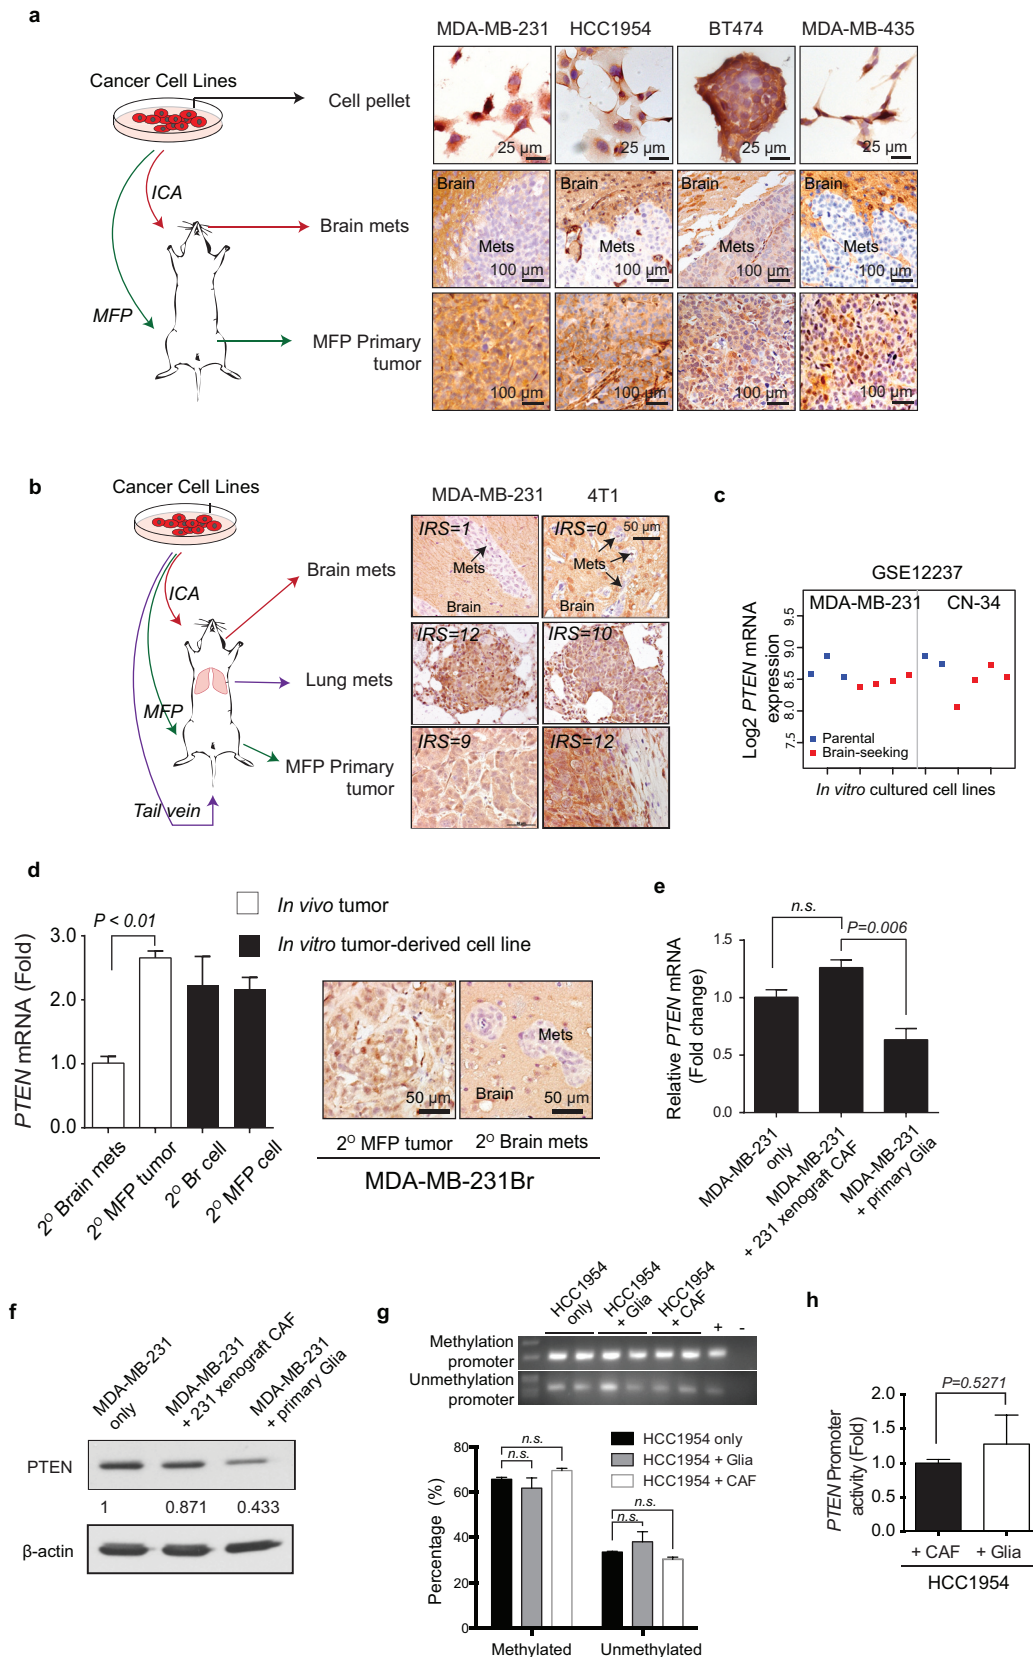 a
MDA-MB-231 HCC1954 BT474 MDA-MB-435
Cancer Cell Lines
Cell pellet
25 µm 25 µm 25 µm 25 µm
ICA
Brain Brain Brain Brain
Brain mets
Mets Mets Mets Mets
100 µm 100 µm 100 µm 100 µm
MFP
MFP Primary
tumor
100 µm 100 µm 100 µm 100 µm
b
Cancer Cell Lines
MDA-MB-231 4T1
IRS=1 IRS=0 50 µm
Mets Mets
Brain Brain
Brain mets
ICA
IRS=12 IRS=10
Lung mets
MFP
IRS=9 IRS=12
MFP Primary
tumor
Tail vein
c
GSE12237
MDA-MB-231 CN-34
Log2 PTEN mRNA
expression
9.5
9.0
8.5
8.0
7.5
Parental
Brain-seeking
In vitro cultured cell lines
d
P < 0.01
In vivo tumor
In vitro tumor-derived cell line
PTEN mRNA (Fold)
3.0
2.0
1.0
0.0
2° Brain mets
2° MFP tumor
2° Br cell
2° MFP cell
Mets
Brain
50 µm 50 µm
2° MFP tumor 2° Brain mets
MDA-MB-231Br
e
n.s.
P=0.006
Relative PTEN mRNA
(Fold change)
1.5
1.0
0.5
0.0
MDA-MB-231
only
MDA-MB-231
+ 231 xenograft CAF
MDA-MB-231
+ primary Glia
f
MDA-MB-231
only
MDA-MB-231
+ 231 xenograft CAF
MDA-MB-231
+ primary Glia
PTEN
1 0.871 0.433
β-actin
g
HCC1954
only
HCC1954
+ Glia
HCC1954
+ CAF
+ -
Methylation
promoter
Unmethylation
promoter
n.s.
n.s.
n.s.
n.s.
HCC1954 only
HCC1954 + Glia
HCC1954 + CAF
Percentage (%)
80
60
40
20
0
Methylated Unmethylated
h
P=0.5271
PTEN Promoter
activity (Fold)
2.0
1.5
1.0
0.5
0.0
+ CAF + Glia
HCC1954